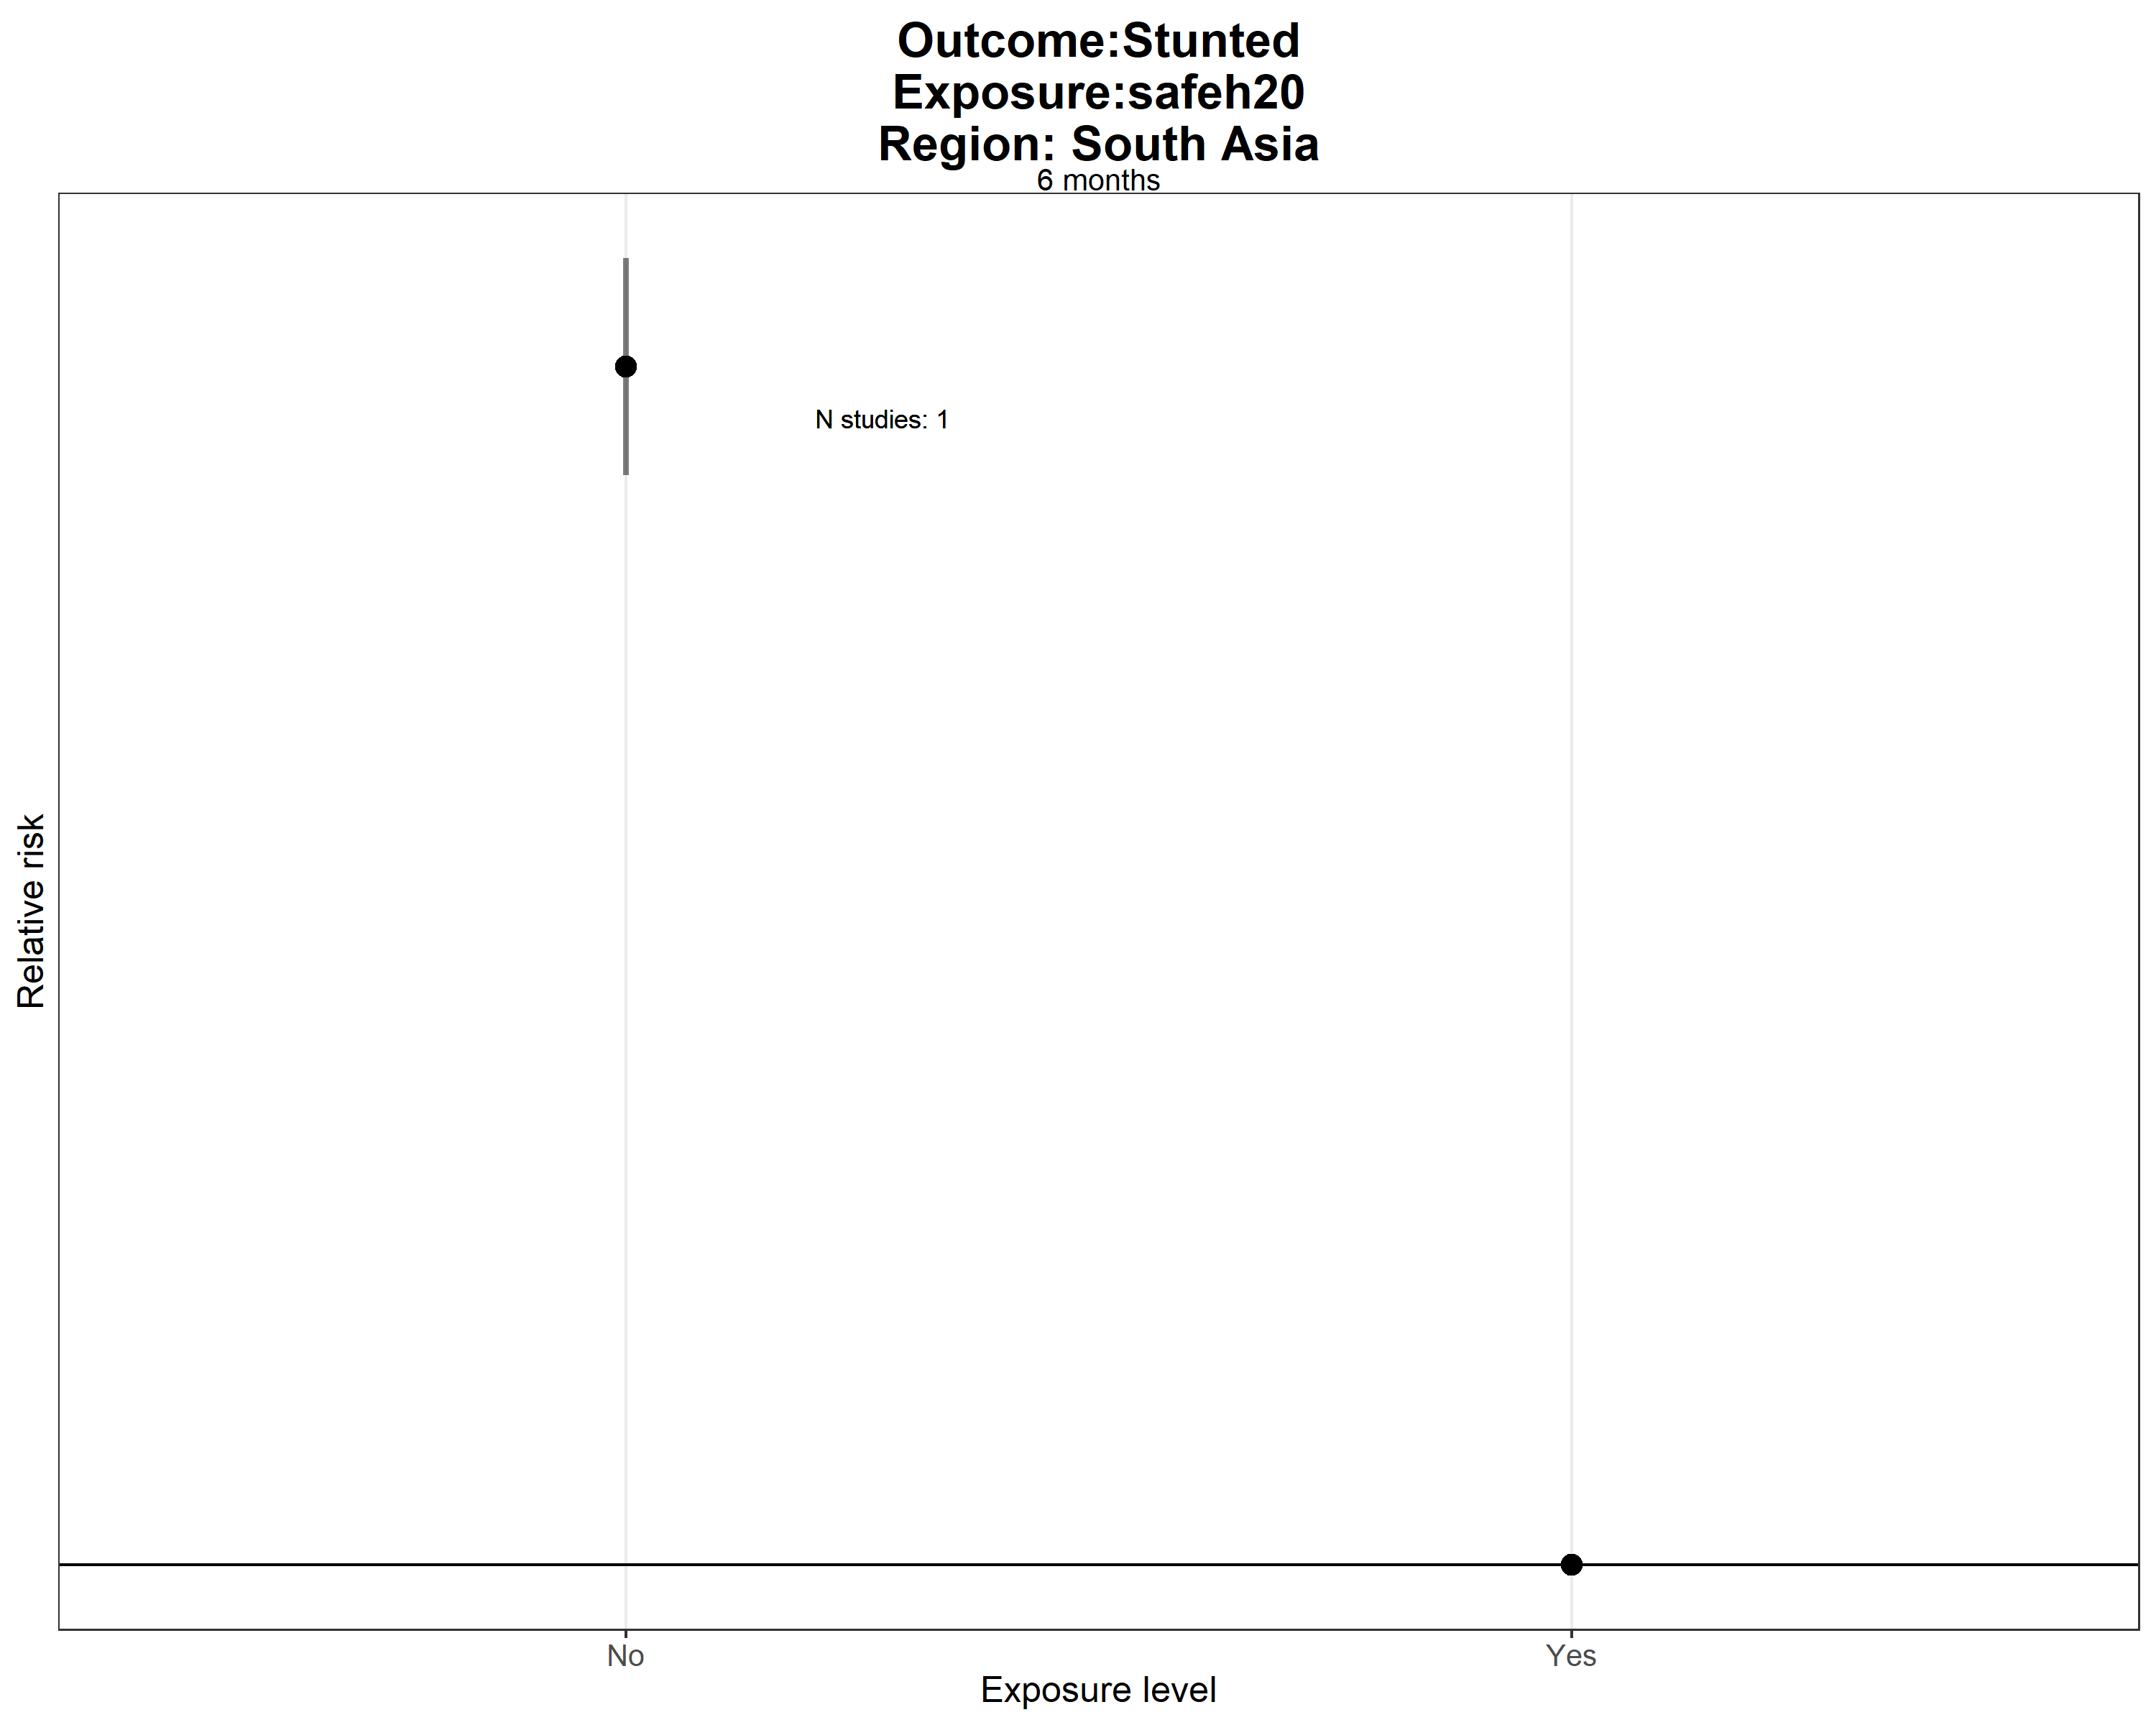 Outcome:Stunted
Exposure:safeh20
Region: South Asia
6 months
N studies: 1
Relative risk
No
Yes
Exposure level